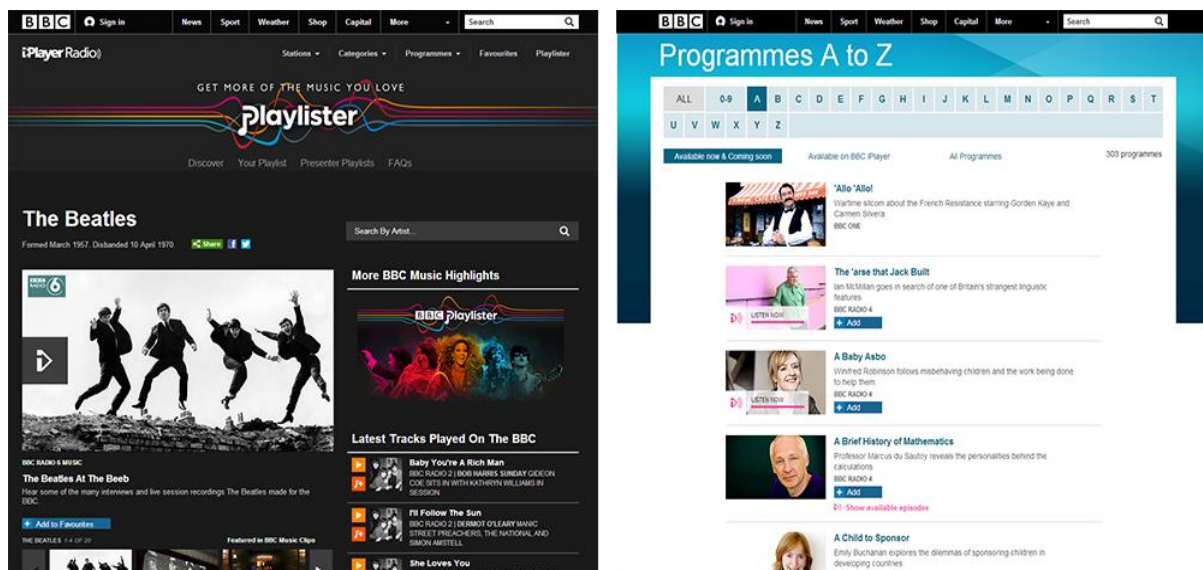 BBC Sign in News Sport Weather Shop Capital More Search
iPlayer Radio Stations Categories Programmes Favourites Playlister
GET MORE OF THE MUSIC YOU LOVE
playlister
Discover Your Playlist Presenter Playlists FAQs
The Beatles
Formed March 1957. Disbanded 10 April 1970. Share
Search By Artist...
BBC RADIO 6
BBC RADIO 6 MUSIC
The Beatles At The Beeb
Hear some of the many interviews and live session recordings The Beatles made for the
BBC.
+ Add to Favourites
THE BEATLES 1-4 OF 20 Featured in BBC Music Clips
More BBC Music Highlights
BBC playlister
Latest Tracks Played On The BBC
Baby You're A Rich Man
BBC RADIO 2 | BOB HARRIS SUNDAY GIDEON
COE SITS IN WITH KATHRYN WILLIAMS IN
SESSION
I'll Follow The Sun
BBC RADIO 2 | DERMOT O'LEARY MANIC
STREET PREACHERS, THE NATIONAL AND
SIMON AMSTELL
She Loves You
BBC Sign in News Sport Weather Shop Capital More Search
Programmes A to Z
ALL 0-9 A B C D E F G H I J K L M N O P Q R S T
U V W X Y Z
Available now & Coming soon Available on BBC iPlayer All Programmes 303 programmes
'Allo 'Allo!
Wartime sitcom about the French Resistance starring Gorden Kaye and
Carmen Silvera
BBC ONE
The 'arse that Jack Built
Ian McMillan goes in search of one of Britain's strangest linguistic
features.
BBC RADIO 4
LISTEN NOW
+ Add
A Baby Asbo
Winifred Robinson follows misbehaving children and the work being done
to help them
BBC RADIO 4
LISTEN NOW
+ Add
A Brief History of Mathematics
Professor Marcus du Sautoy reveals the personalities behind the
calculations
BBC RADIO 4
+ Add
Show available episodes
A Child to Sponsor
Emily Buchanan explores the dilemmas of sponsoring children in
developing countries.